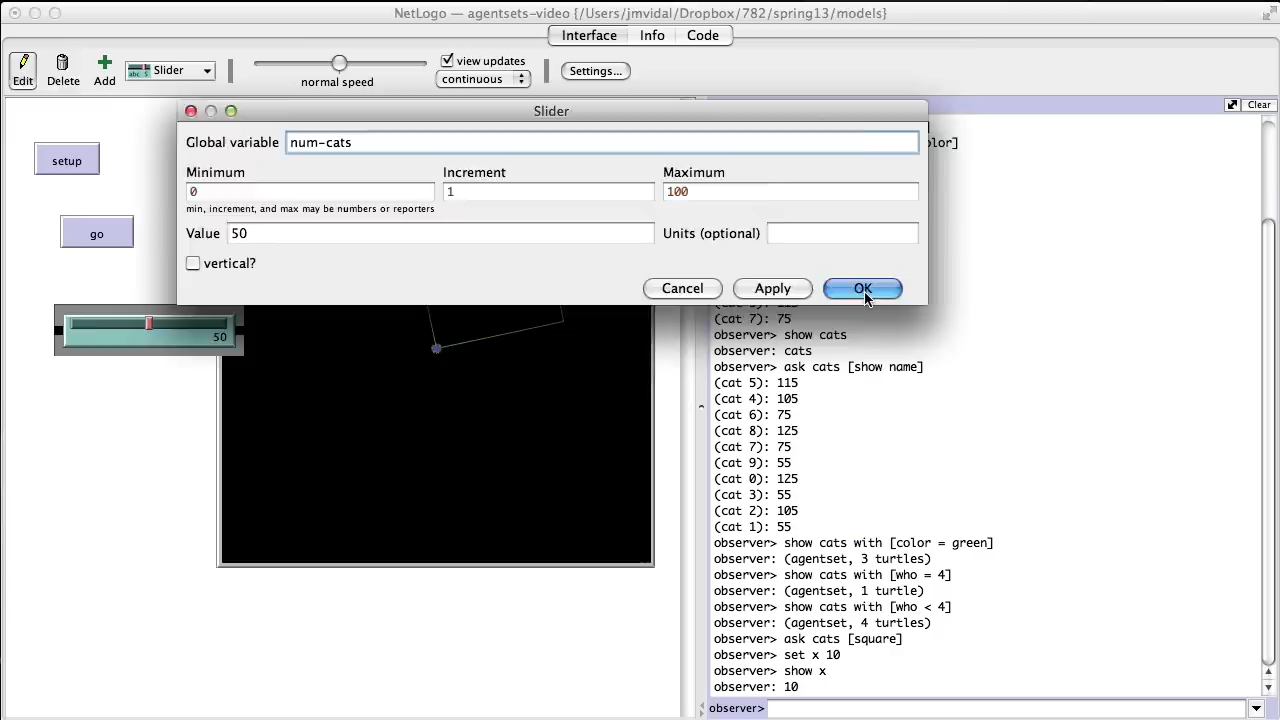 NetLogo — agentsets-video {/Users/jmvidal/Dropbox/782/spring13/models}
Interface Info Code
Edit Delete Add Slider normal speed view updates continuous Settings...
Slider
Clear
Global variable num-cats
olor]
Minimum Increment Maximum
0 1 100
min, increment, and max may be numbers or reporters
Value 50 Units (optional)
vertical?
Cancel Apply OK
setup
go
50
(cat 7): 75
observer> show cats
observer: cats
observer> ask cats [show name]
(cat 5): 115
(cat 4): 105
(cat 6): 75
(cat 8): 125
(cat 7): 75
(cat 9): 55
(cat 0): 125
(cat 3): 55
(cat 2): 105
(cat 1): 55
observer> show cats with [color = green]
observer: (agentset, 3 turtles)
observer> show cats with [who = 4]
observer: (agentset, 1 turtle)
observer> show cats with [who < 4]
observer: (agentset, 4 turtles)
observer> ask cats [square]
observer> set x 10
observer> show x
observer: 10
observer>